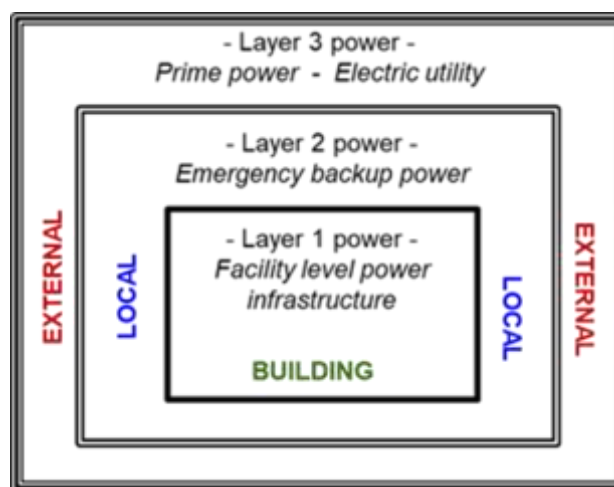 - Layer 3 power -
Prime power - Electric utility
- Layer 2 power -
Emergency backup power
- Layer 1 power -
Facility level power
infrastructure
BUILDING
EXTERNAL
LOCAL
LOCAL
EXTERNAL